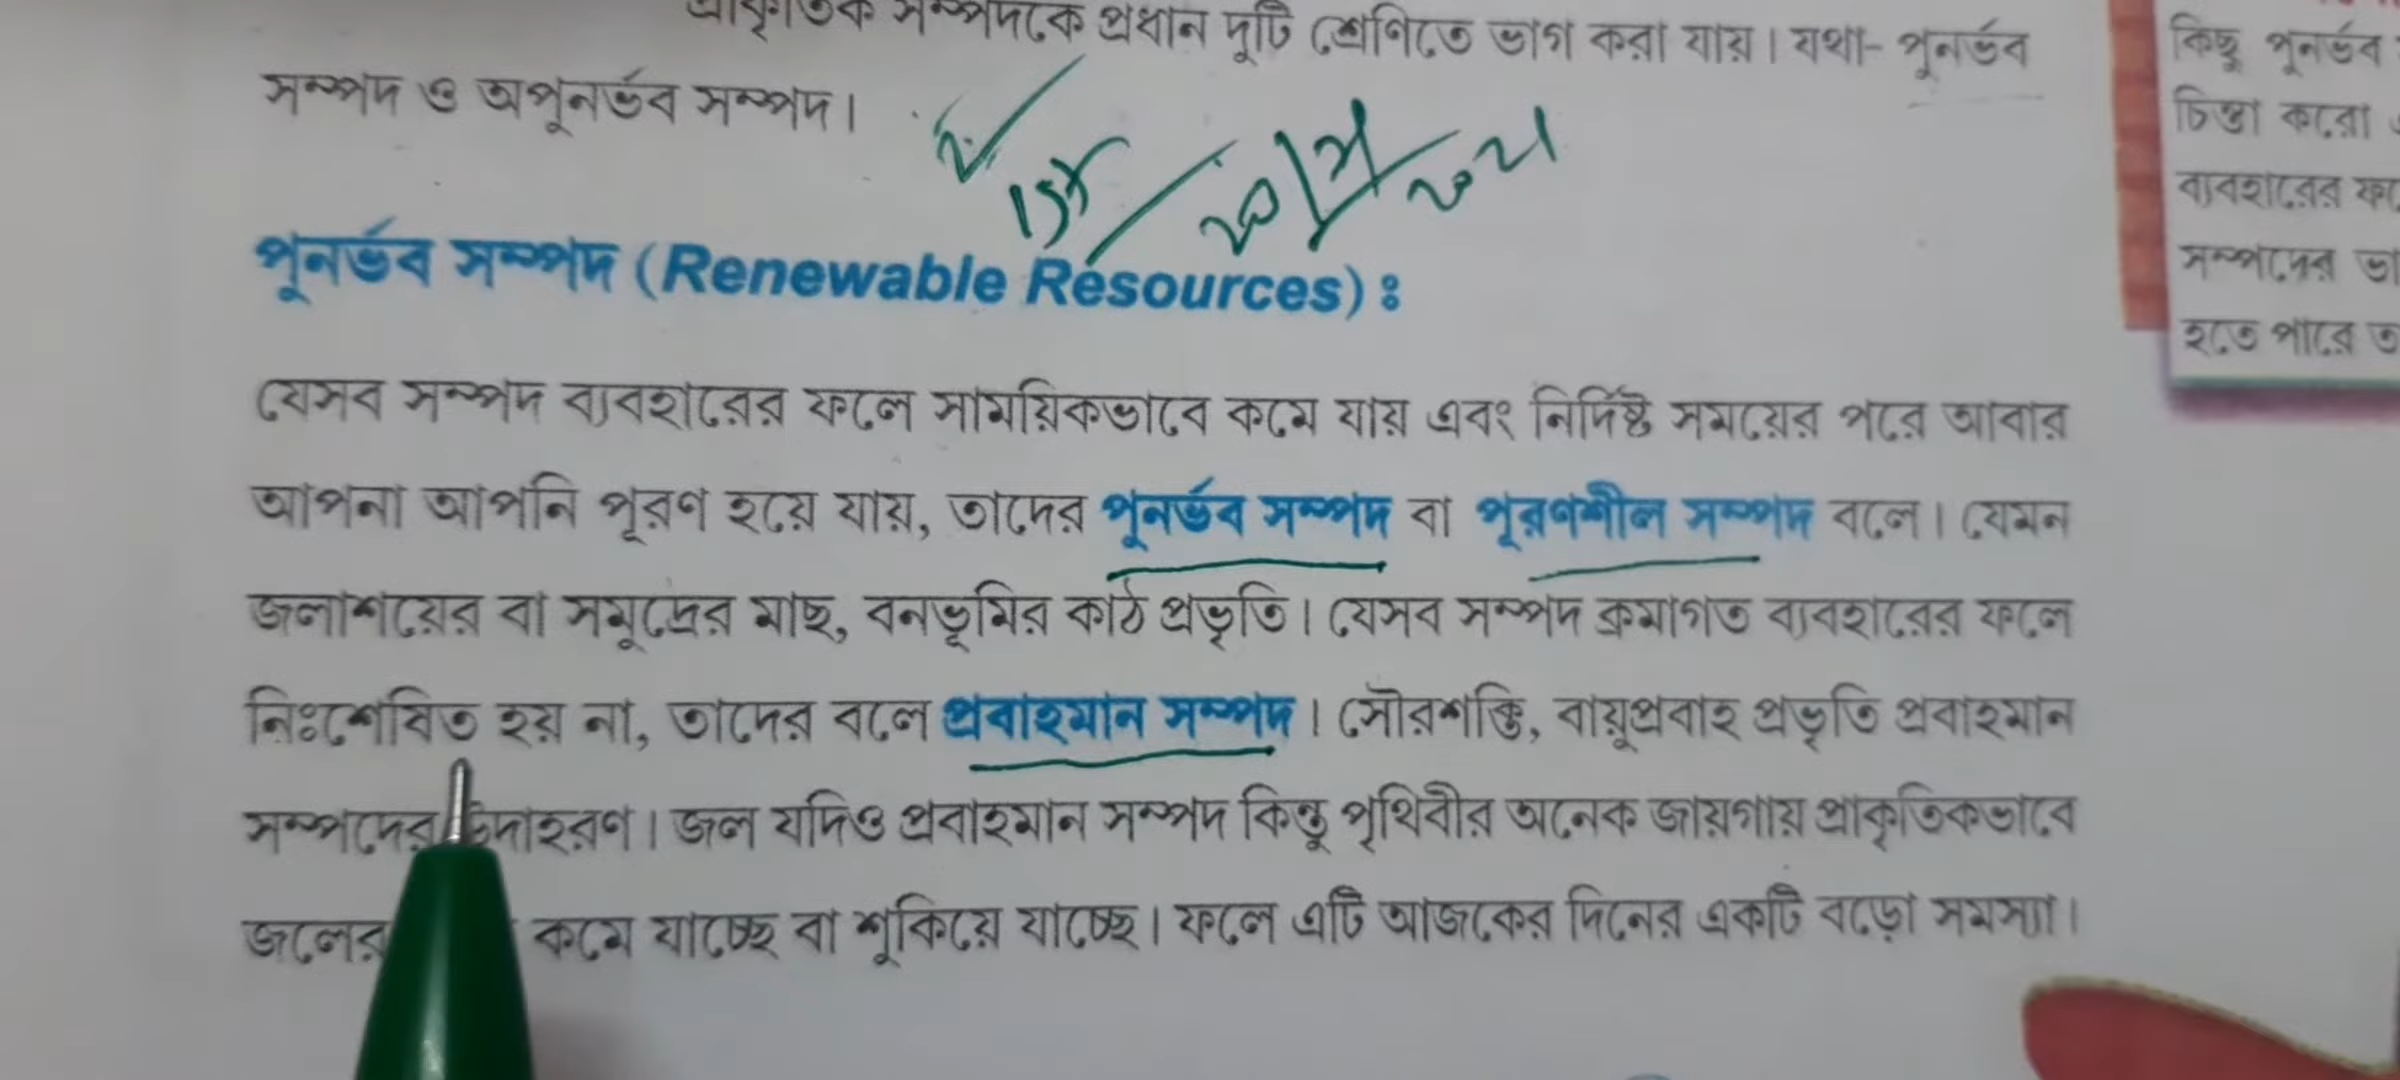 প্রাকৃতিক সম্পদকে প্রধান দুটি শ্রেণিতে ভাগ করা যায়। যথা- পুনর্ভব
সম্পদ ও অপুনর্ভব সম্পদ।
পুনর্ভব সম্পদ (Renewable Resources) :
যেসব সম্পদ ব্যবহারের ফলে সাময়িকভাবে কমে যায় এবং নির্দিষ্ট সময়ের পরে আবার
আপনা আপনি পূরণ হয়ে যায়, তাদের পুনর্ভব সম্পদ বা পূরণশীল সম্পদ বলে। যেমন
জলাশয়ের বা সমুদ্রের মাছ, বনভূমির কাঠ প্রভৃতি। যেসব সম্পদ ক্রমাগত ব্যবহারের ফলে
নিঃশেষিত হয় না, তাদের বলে প্রবাহমান সম্পদ। সৌরশক্তি, বায়ুপ্রবাহ প্রভৃতি প্রবাহমান
সম্পদের উদাহরণ। জল যদিও প্রবাহমান সম্পদ কিন্তু পৃথিবীর অনেক জায়গায় প্রাকৃতিকভাবে
জলের কমে যাচ্ছে বা শুকিয়ে যাচ্ছে। ফলে এটি আজকের দিনের একটি বড়ো সমস্যা।
কিছু পুনর্ভব
চিন্তা করো
ব্যবহারের
সম্পদের
হতে পারে